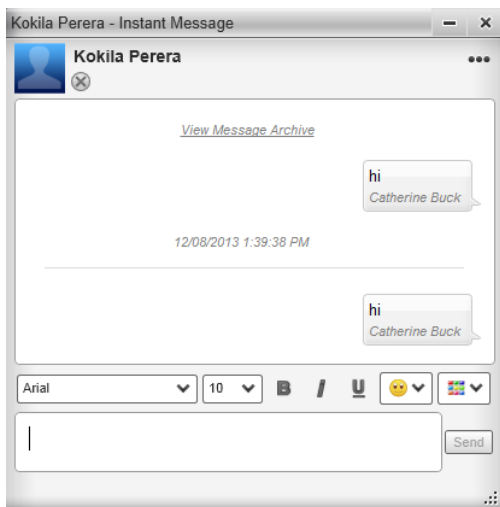 Kokila Perera - Instant Message
Kokila Perera
View Message Archive
hi
Catherine Buck
12/08/2013 1:39:38 PM
hi
Catherine Buck
Arial 10 B I U
Send